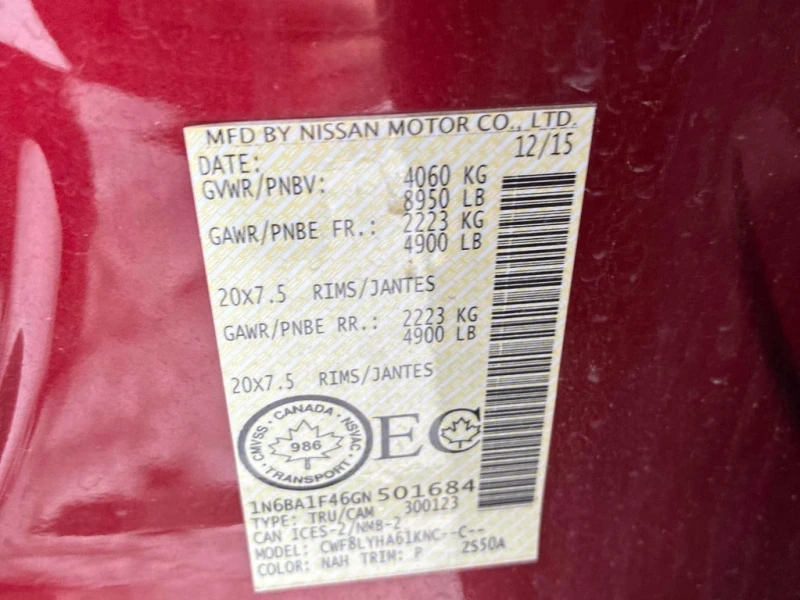 MFD BY NISSAN MOTOR CO., LTD.
DATE: 12/15
GVWR/PNBV: 4060 KG
8950 LB
GAWR/PNBE FR.: 2223 KG
4900 LB
20X7.5 RIMS/JANTES
GAWR/PNBE RR.: 2223 KG
4900 LB
20X7.5 RIMS/JANTES
CANADA
CMVSS · NSVAC
986
TRANSPORT
EC
1N6BA1F46GN501684
TYPE: TRU/CAM 300123
CAN ICES-2/NMB-2
MODEL: CWF8LYHA61KNC--C--
COLOR: NAH TRIM: P ZS50A